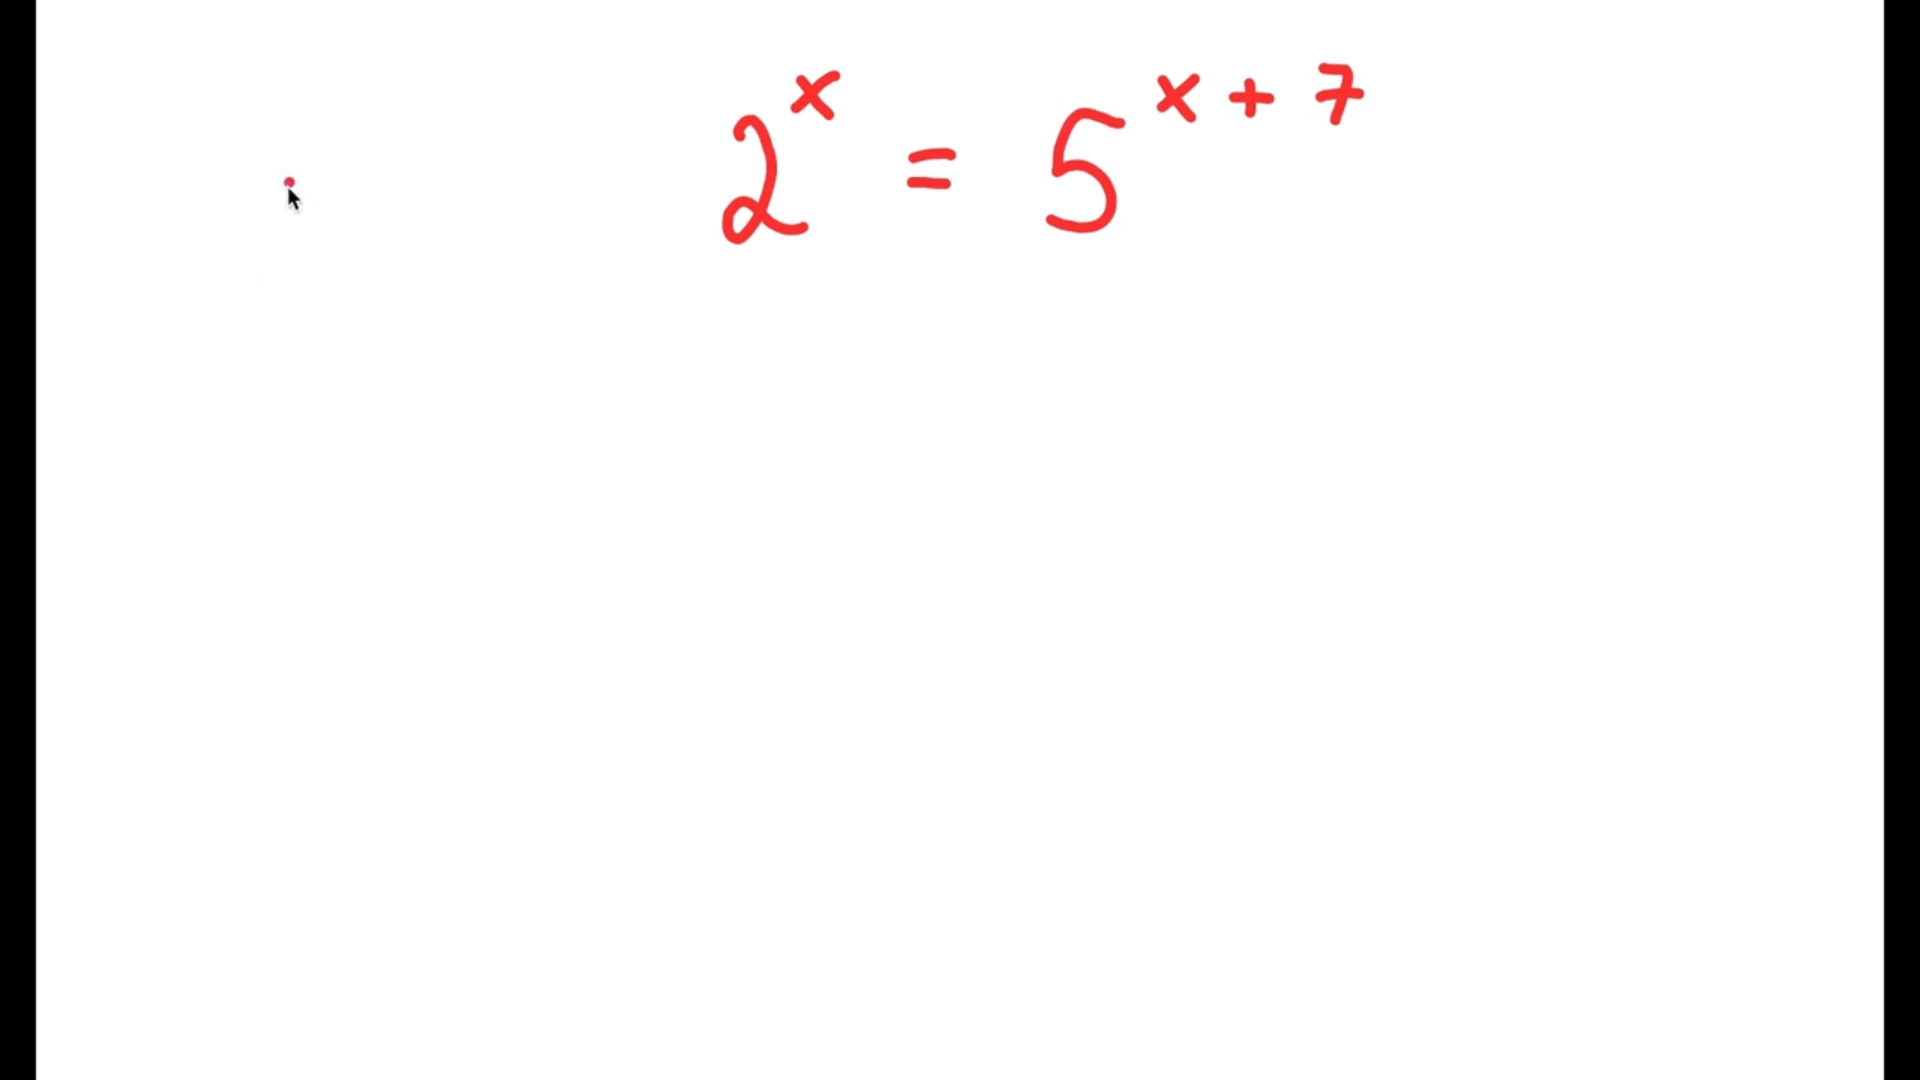 2^x = 5^{x + 7}